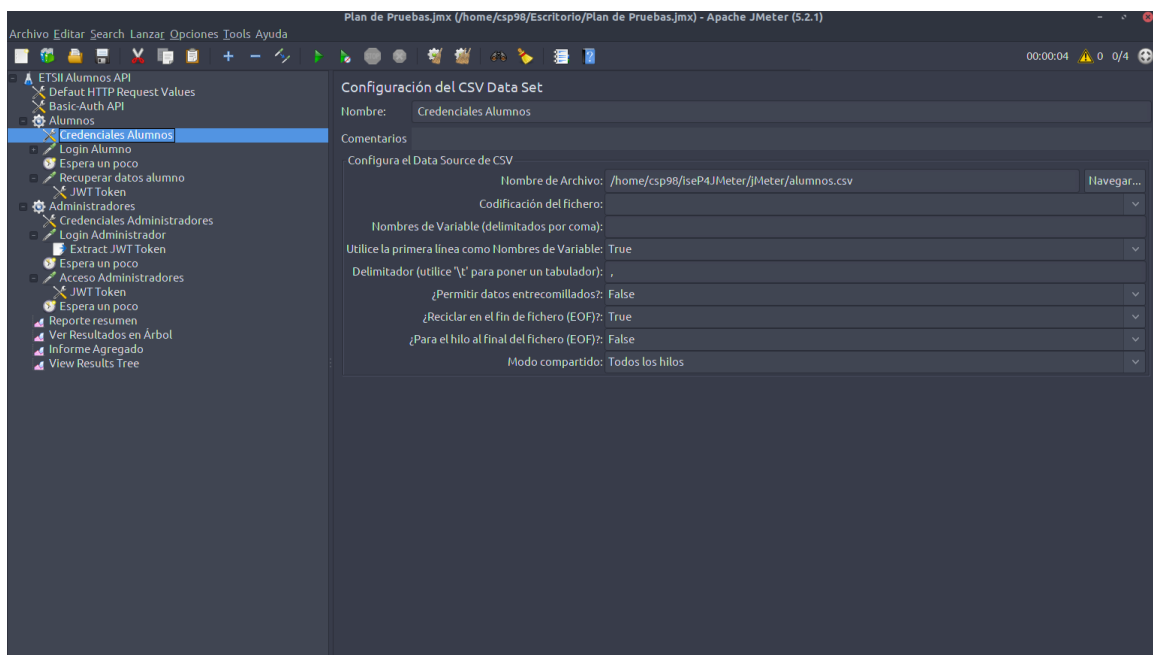 Plan de Pruebas.jmx (/home/csp98/Escritorio/Plan de Pruebas.jmx) - Apache JMeter (5.2.1)
Archivo Editar Search Lanzar Opciones Tools Ayuda
00:00:04 0 0/4
ETSII Alumnos API
Defaut HTTP Request Values
Basic-Auth API
Alumnos
Credenciales Alumnos
Login Alumno
Espera un poco
Recuperar datos alumno
JWT Token
Administradores
Credenciales Administradores
Login Administrador
Extract JWT Token
Espera un poco
Acceso Administradores
JWT Token
Espera un poco
Reporte resumen
Ver Resultados en Árbol
Informe Agregado
View Results Tree
Configuración del CSV Data Set
Nombre: Credenciales Alumnos
Comentarios
Configura el Data Source de CSV
Nombre de Archivo: /home/csp98/iseP4JMeter/jMeter/alumnos.csv Navegar...
Codificación del fichero:
Nombres de Variable (delimitados por coma):
Utilice la primera línea como Nombres de Variable: True
Delimitador (utilice '\t' para poner un tabulador): ,
¿Permitir datos entrecomillados?: False
¿Reciclar en el fin de fichero (EOF)?: True
¿Para el hilo al final del fichero (EOF)?: False
Modo compartido: Todos los hilos